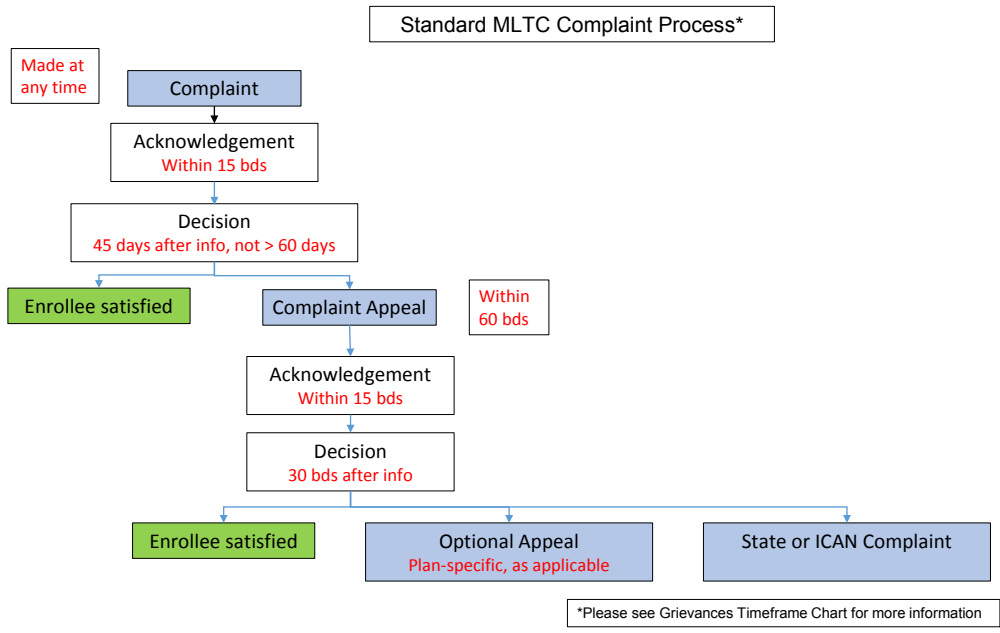 Standard MLTC Complaint Process*
Made at
any time
Complaint
Acknowledgement
Within 15 bds
Decision
45 days after info, not > 60 days
Enrollee satisfied
Complaint Appeal
Within
60 bds
Acknowledgement
Within 15 bds
Decision
30 bds after info
Enrollee satisfied
Optional Appeal
Plan-specific, as applicable
State or ICAN Complaint
*Please see Grievances Timeframe Chart for more information